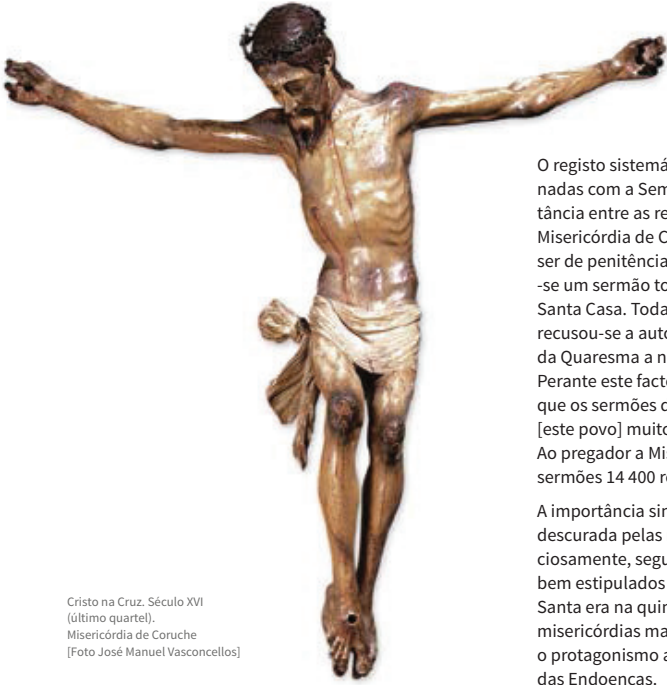 O registo sistemá
nadas com a Sem
tância entre as re
Misericórdia de C
ser de penitência
-se um sermão to
Santa Casa. Toda
recusou-se a auto
da Quaresma a n
Perante este fact
que os sermões d
[este povo] muito
Ao pregador a Mi
sermões 14 400 r
A importância sin
descurada pelas
ciosamente, segu
bem estipulados
Santa era na quin
misericórdias ma
o protagonismo a
das Endoenças.
Cristo na Cruz. Século XVI
(último quartel).
Misericórdia de Coruche
[Foto José Manuel Vasconcellos]